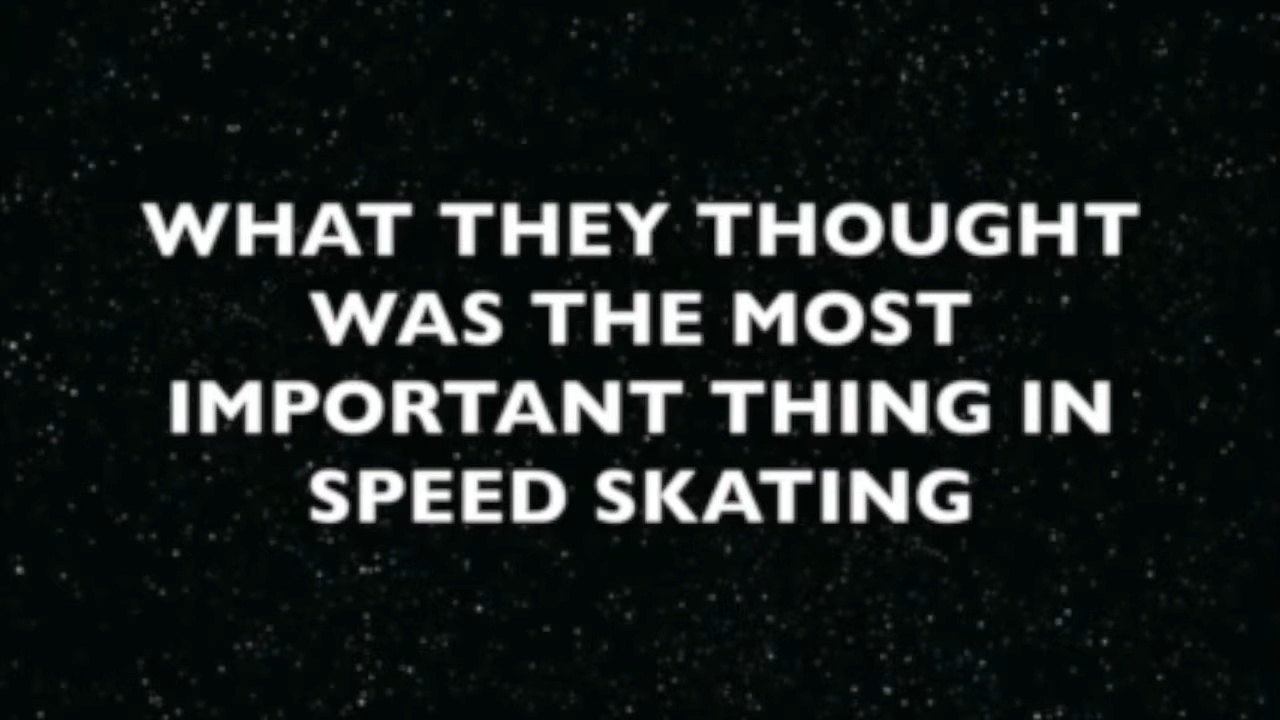 WHAT THEY THOUGHT
WAS THE MOST
IMPORTANT THING IN
SPEED SKATING